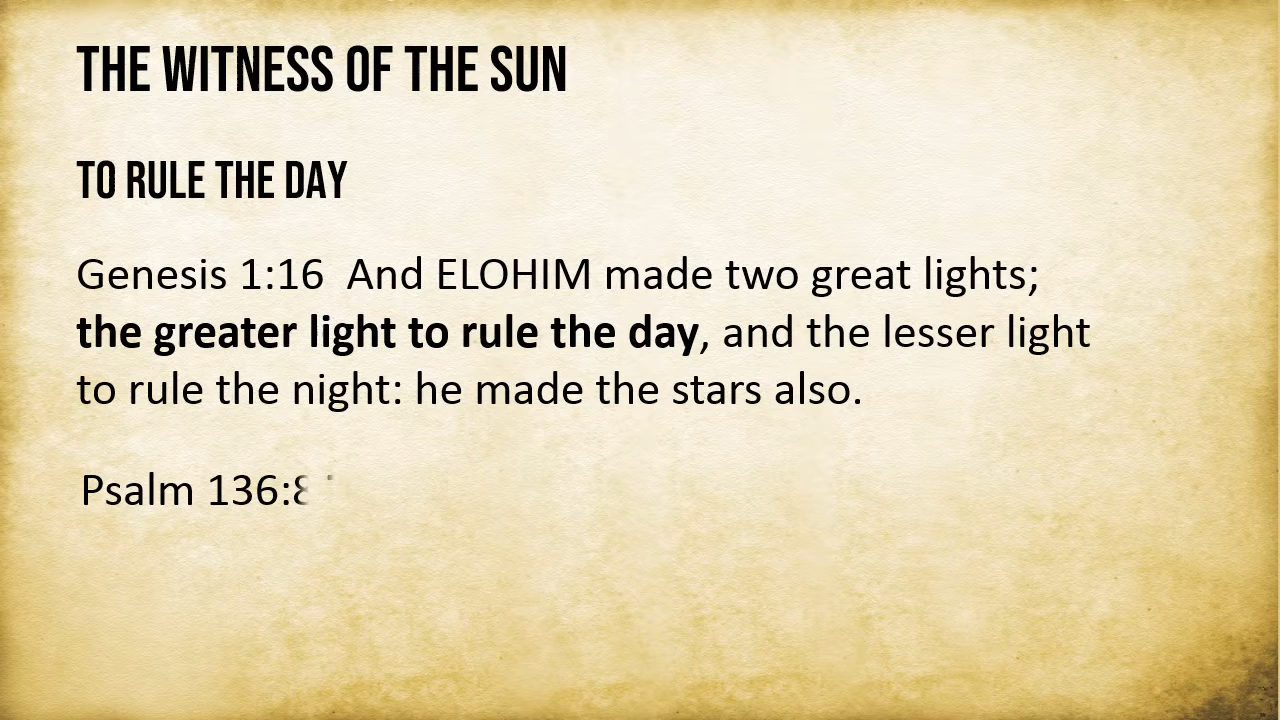 THE WITNESS OF THE SUN
TO RULE THE DAY
Genesis 1:16  And ELOHIM made two great lights;
the greater light to rule the day, and the lesser light
to rule the night: he made the stars also.
Psalm 136:8